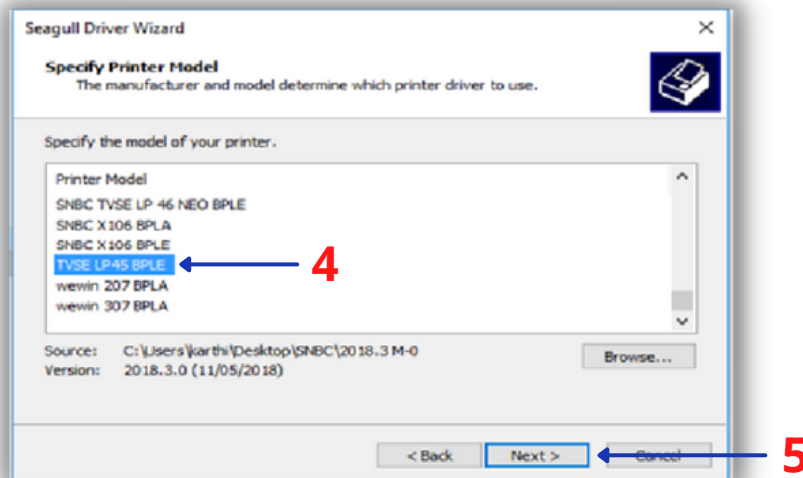 Seagull Driver Wizard
Specify Printer Model
The manufacturer and model determine which printer driver to use.
Specify the model of your printer.
Printer Model
SNBC TVSE LP 46 NEO BPLE
SNBC X106 BPLA
SNBC X106 BPLE
TVSE LP45 BPLE
4
wewin 207 BPLA
wewin 307 BPLA
Source: C:\Users\karthi\Desktop\SNBC\2018.3 M-0
Browse...
Version: 2018.3.0 (11/05/2018)
< Back Next > Cancel
5